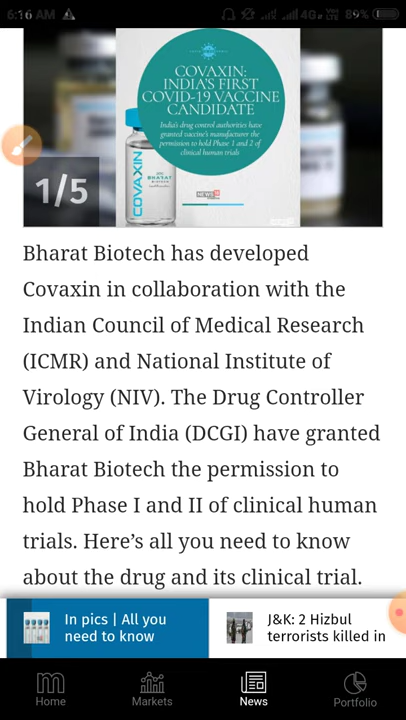 6:16 AM
4G
89%
COVAXIN:
INDIA'S FIRST
COVID-19 VACCINE
CANDIDATE
India's drug control authorities have
granted vaccine's manufacturer the
permission to hold Phase 1 and 2 of
clinical human trials
COVAXIN
BHARAT
BIOTECH
NEWS18
1/5
Bharat Biotech has developed
Covaxin in collaboration with the
Indian Council of Medical Research
(ICMR) and National Institute of
Virology (NIV). The Drug Controller
General of India (DCGI) have granted
Bharat Biotech the permission to
hold Phase I and II of clinical human
trials. Here’s all you need to know
about the drug and its clinical trial.
In pics | All you
need to know
J&K: 2 Hizbul
terrorists killed in
Home
Markets
News
Portfolio